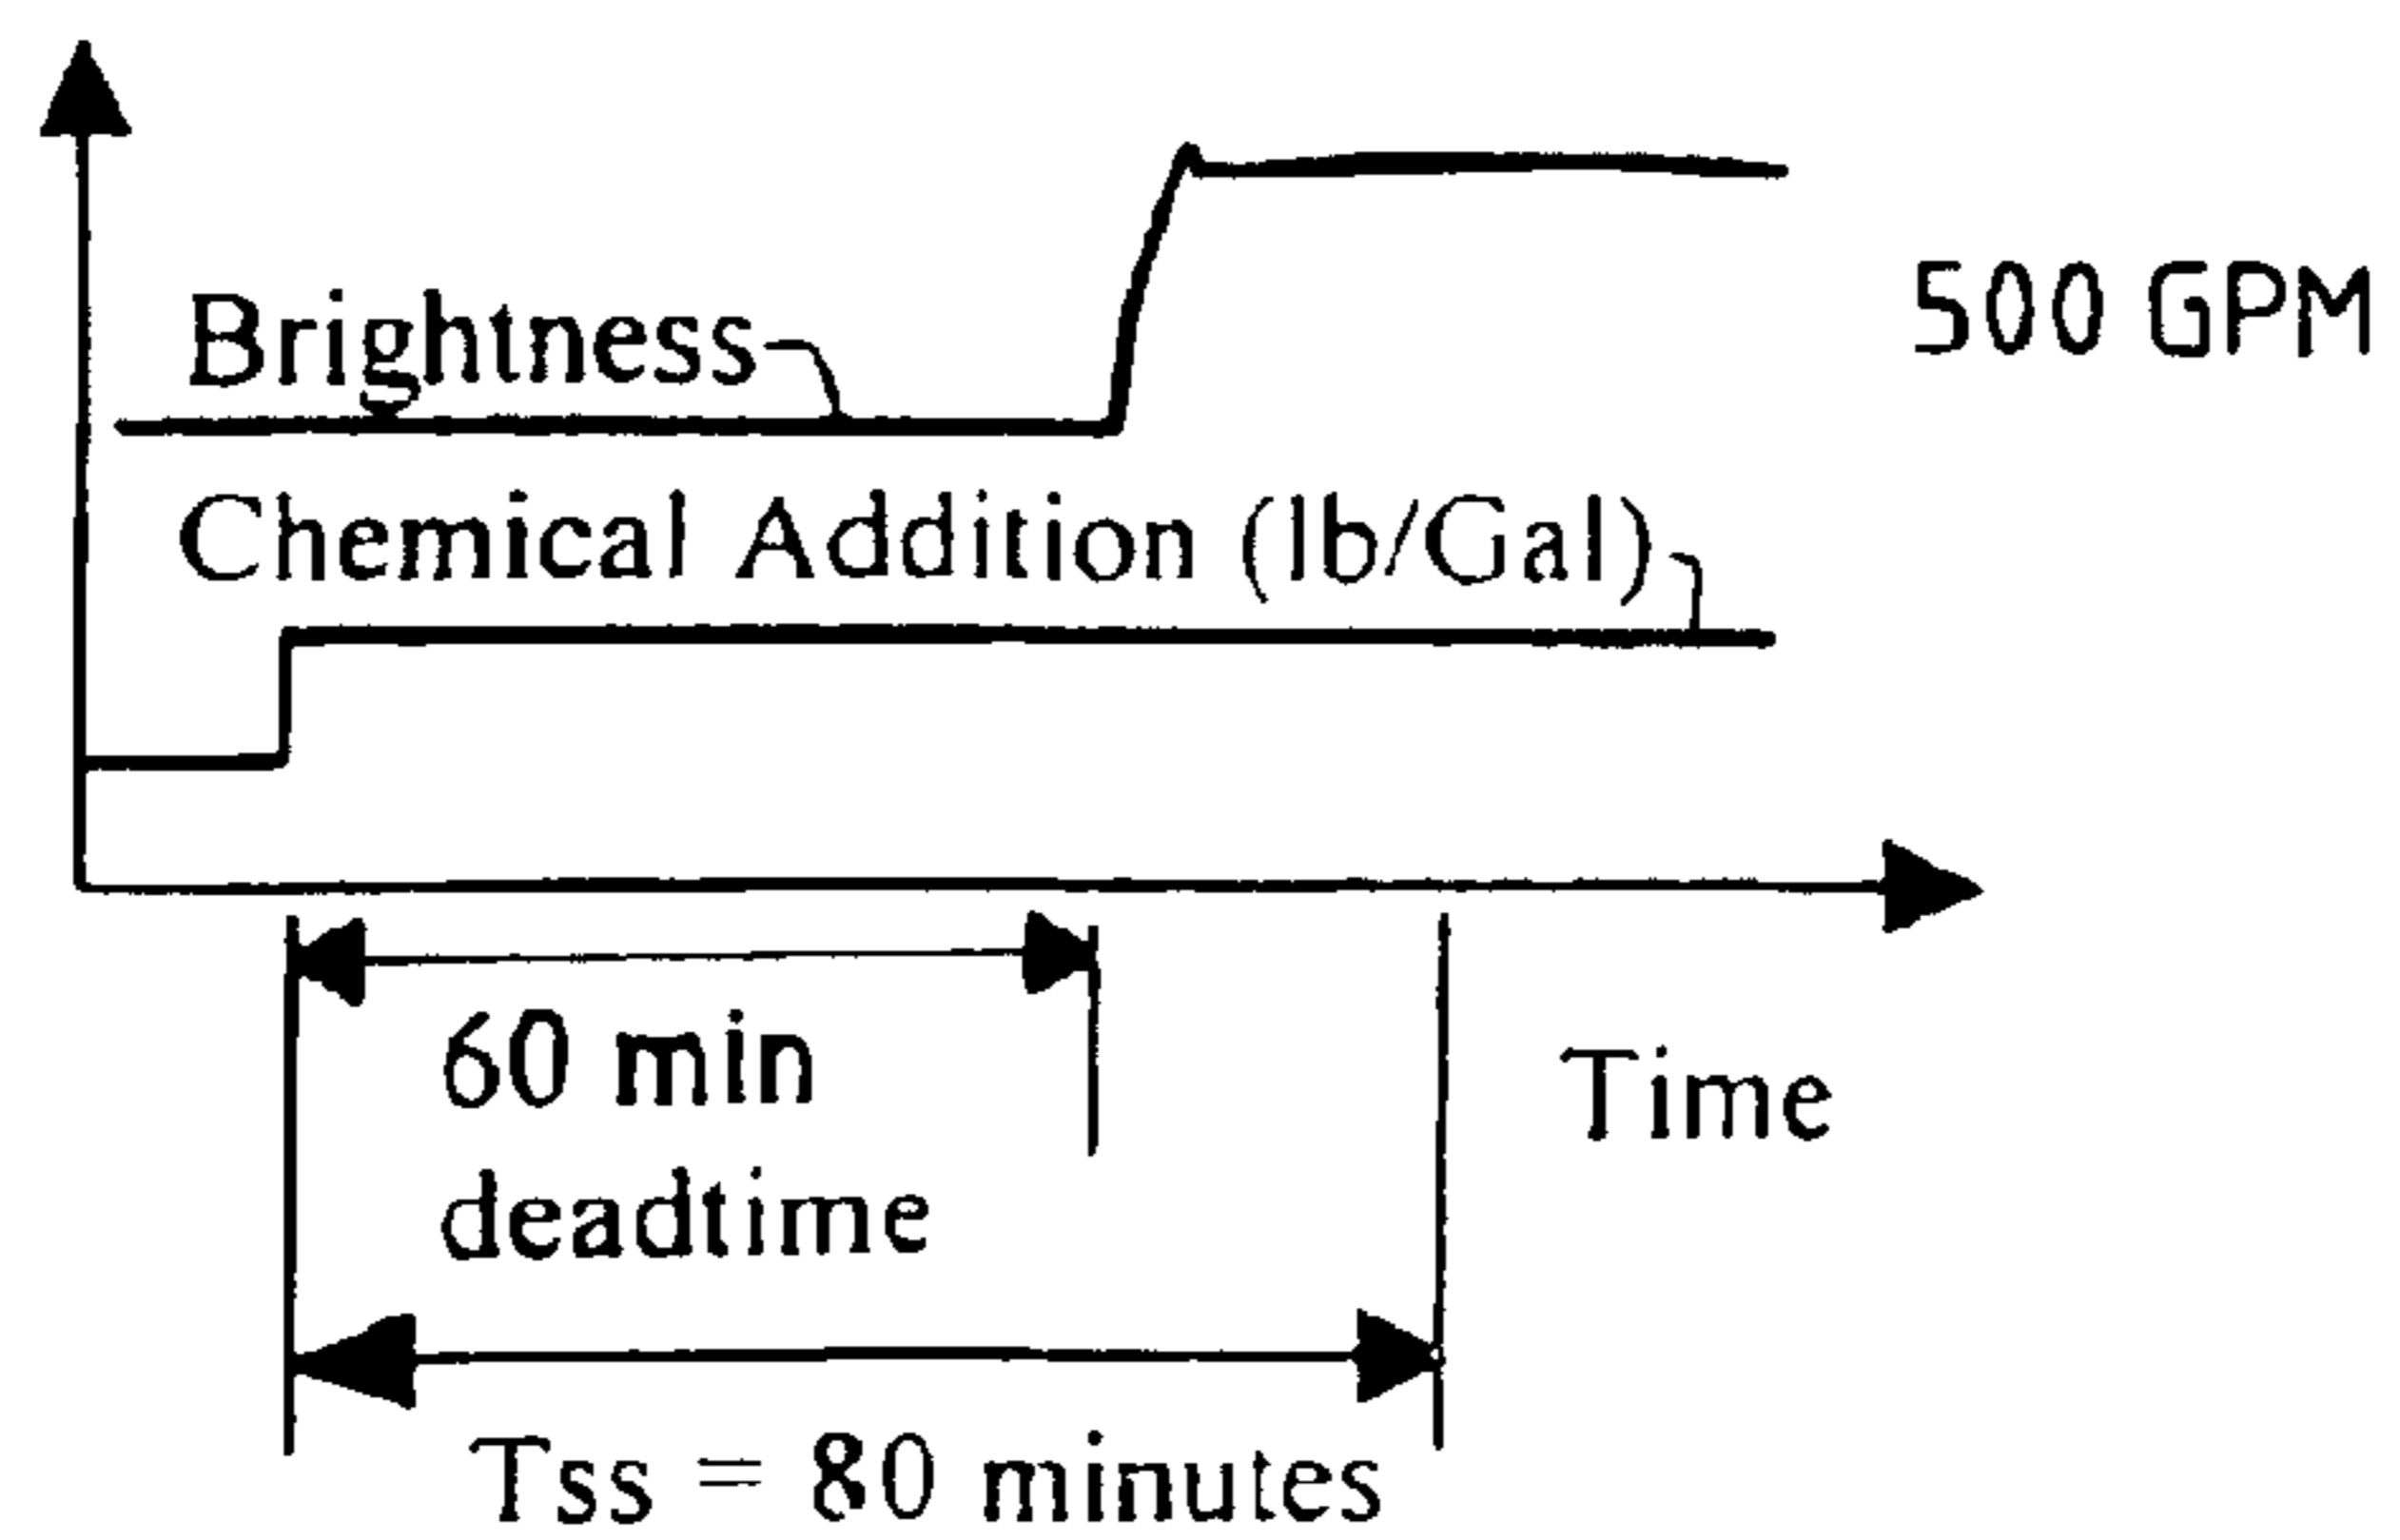 Brightness
500 GPM
Chemical Addition (lb/Gal)
60 min
deadtime
Time
Tss = 80 minutes